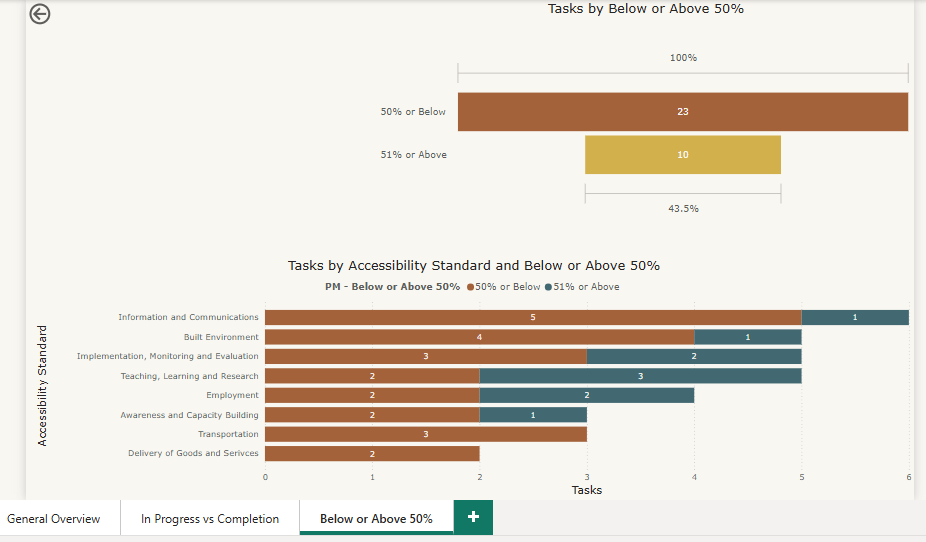 Tasks by Below or Above 50%
100%
50% or Below 23
51% or Above 10
43.5%
Tasks by Accessibility Standard and Below or Above 50%
PM - Below or Above 50% 50% or Below 51% or Above
Accessibility Standard
Information and Communications 5 1
Built Environment 4 1
Implementation, Monitoring and Evaluation 3 2
Teaching, Learning and Research 2 3
Employment 2 2
Awareness and Capacity Building 2 1
Transportation 3
Delivery of Goods and Serivces 2
0 1 2 3 4 5 6
Tasks
General Overview In Progress vs Completion Below or Above 50% +